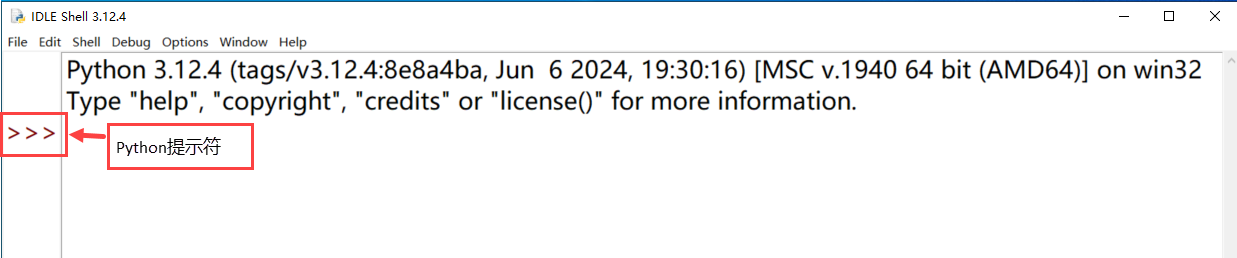 IDLE Shell 3.12.4
File Edit Shell Debug Options Window Help
Python 3.12.4 (tags/v3.12.4:8e8a4ba, Jun  6 2024, 19:30:16) [MSC v.1940 64 bit (AMD64)] on win32
Type "help", "copyright", "credits" or "license()" for more information.
>>>
Python提示符